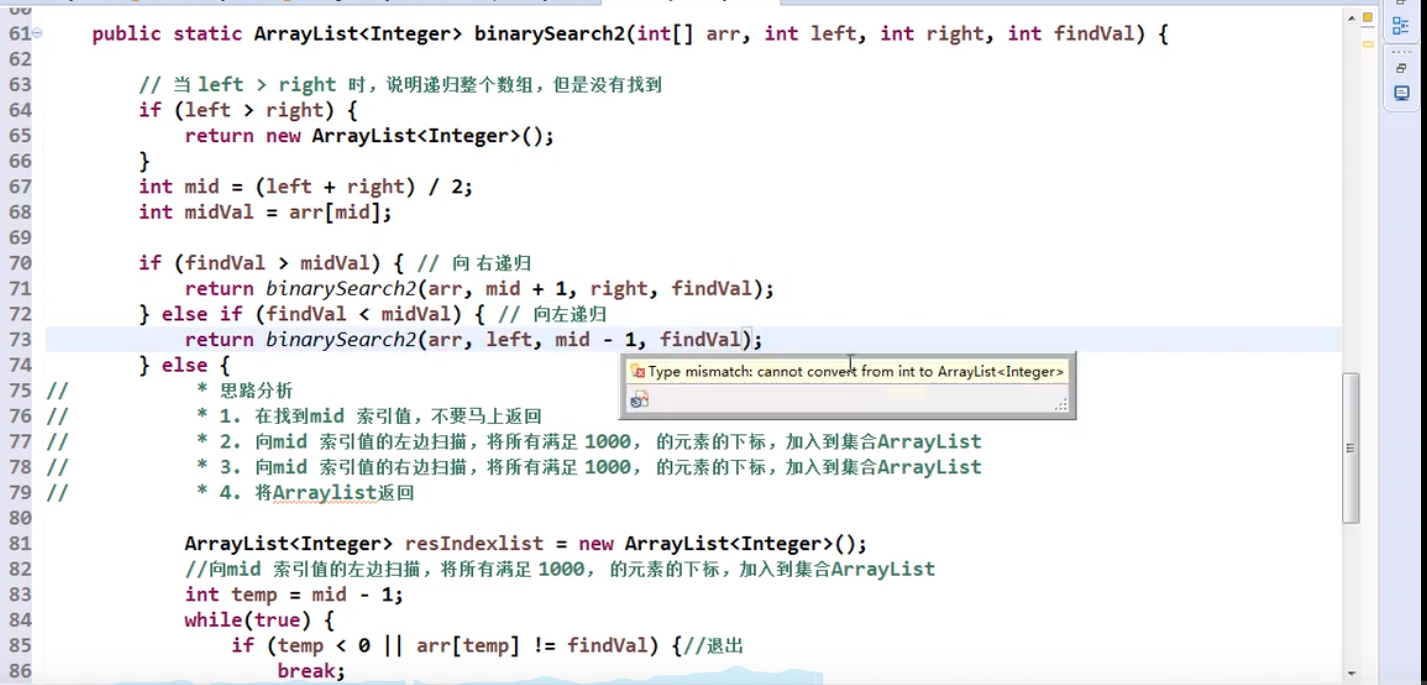 61 public static ArrayList<Integer> binarySearch2(int[] arr, int left, int right, int findVal) {
62
63 // 当 left > right 时，说明递归整个数组，但是没有找到
64 if (left > right) {
65 return new ArrayList<Integer>();
66 }
67 int mid = (left + right) / 2;
68 int midVal = arr[mid];
69
70 if (findVal > midVal) { // 向 右递归
71 return binarySearch2(arr, mid + 1, right, findVal);
72 } else if (findVal < midVal) { // 向左递归
73 return binarySearch2(arr, left, mid - 1, findVal);
74 } else {
Type mismatch: cannot convert from int to ArrayList<Integer>
75 // * 思路分析
76 // * 1. 在找到mid 索引值，不要马上返回
77 // * 2. 向mid 索引值的左边扫描，将所有满足 1000， 的元素的下标，加入到集合ArrayList
78 // * 3. 向mid 索引值的右边扫描，将所有满足 1000， 的元素的下标，加入到集合ArrayList
79 // * 4. 将Arraylist返回
80
81 ArrayList<Integer> resIndexlist = new ArrayList<Integer>();
82 //向mid 索引值的左边扫描，将所有满足 1000， 的元素的下标，加入到集合ArrayList
83 int temp = mid - 1;
84 while(true) {
85 if (temp < 0 || arr[temp] != findVal) {//退出
86 break;